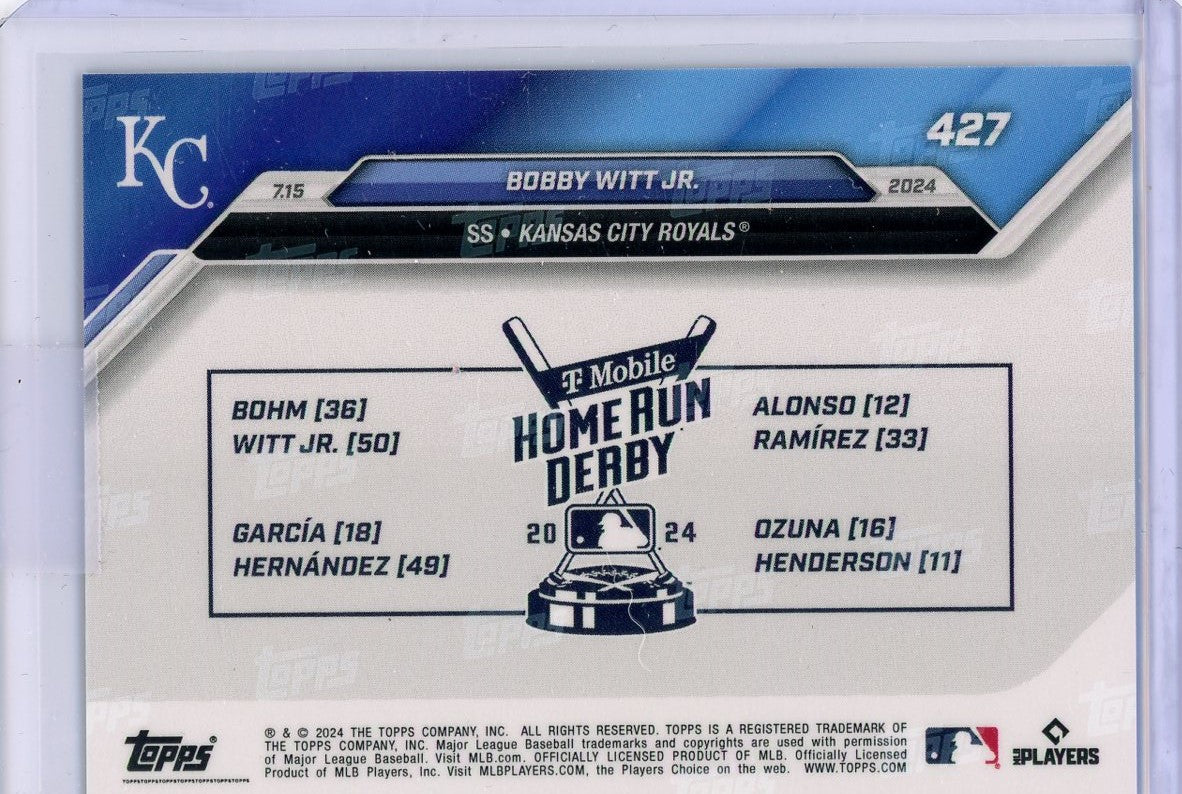 KC
427
7.15 BOBBY WITT JR. 2024
SS • KANSAS CITY ROYALS®
T Mobile
HOME RUN
DERBY
20 24
BOHM [36]
WITT JR. [50]
GARCÍA [18]
HERNÁNDEZ [49]
ALONSO [12]
RAMÍREZ [33]
OZUNA [16]
HENDERSON [11]
Topps®
TOPPSTOPPSTOPPSTOPPSTOPPSTOPPSTOPPS
® & © 2024 THE TOPPS COMPANY, INC. ALL RIGHTS RESERVED. TOPPS IS A REGISTERED TRADEMARK OF
THE TOPPS COMPANY, INC. Major League Baseball trademarks and copyrights are used with permission
of Major League Baseball. Visit MLB.com. OFFICIALLY LICENSED PRODUCT OF MLB. Officially Licensed
Product of MLB Players, Inc. Visit MLBPLAYERS.COM, the Players Choice on the web. WWW.TOPPS.COM
MLB PLAYERS